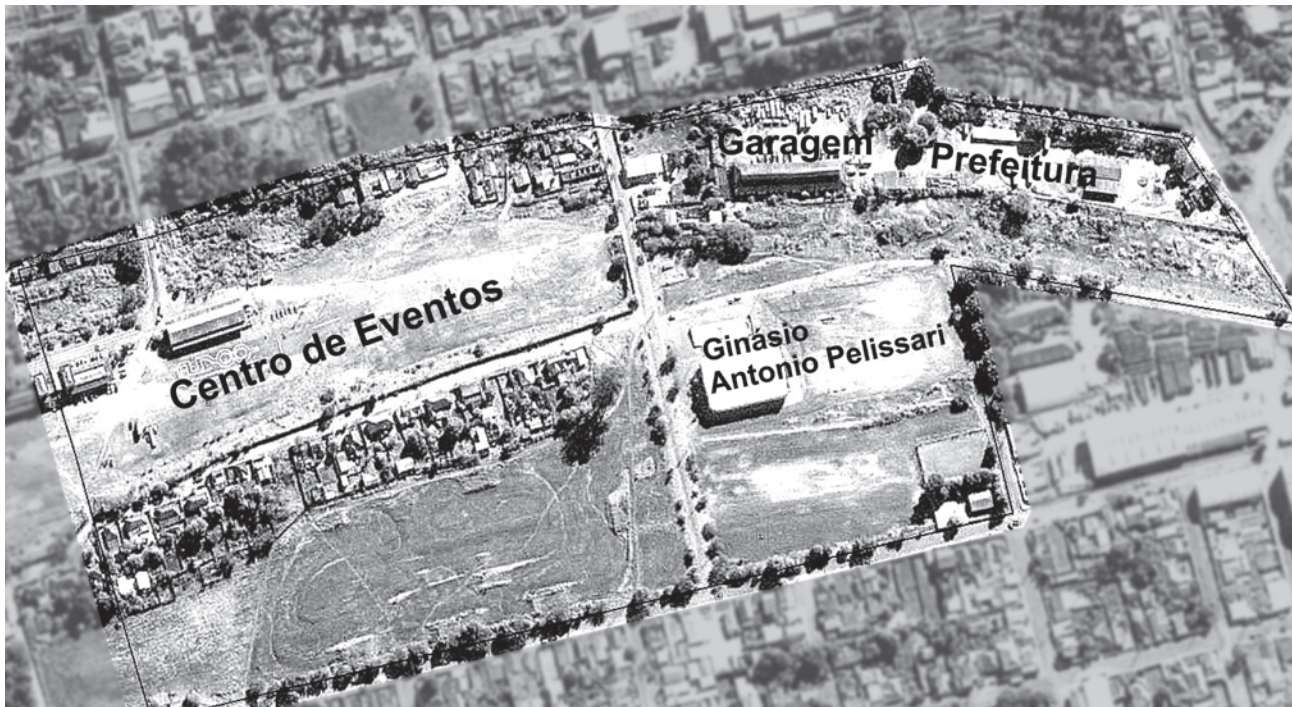 Garagem
Prefeitura
Centro de Eventos
Ginásio
Antonio Pelissari